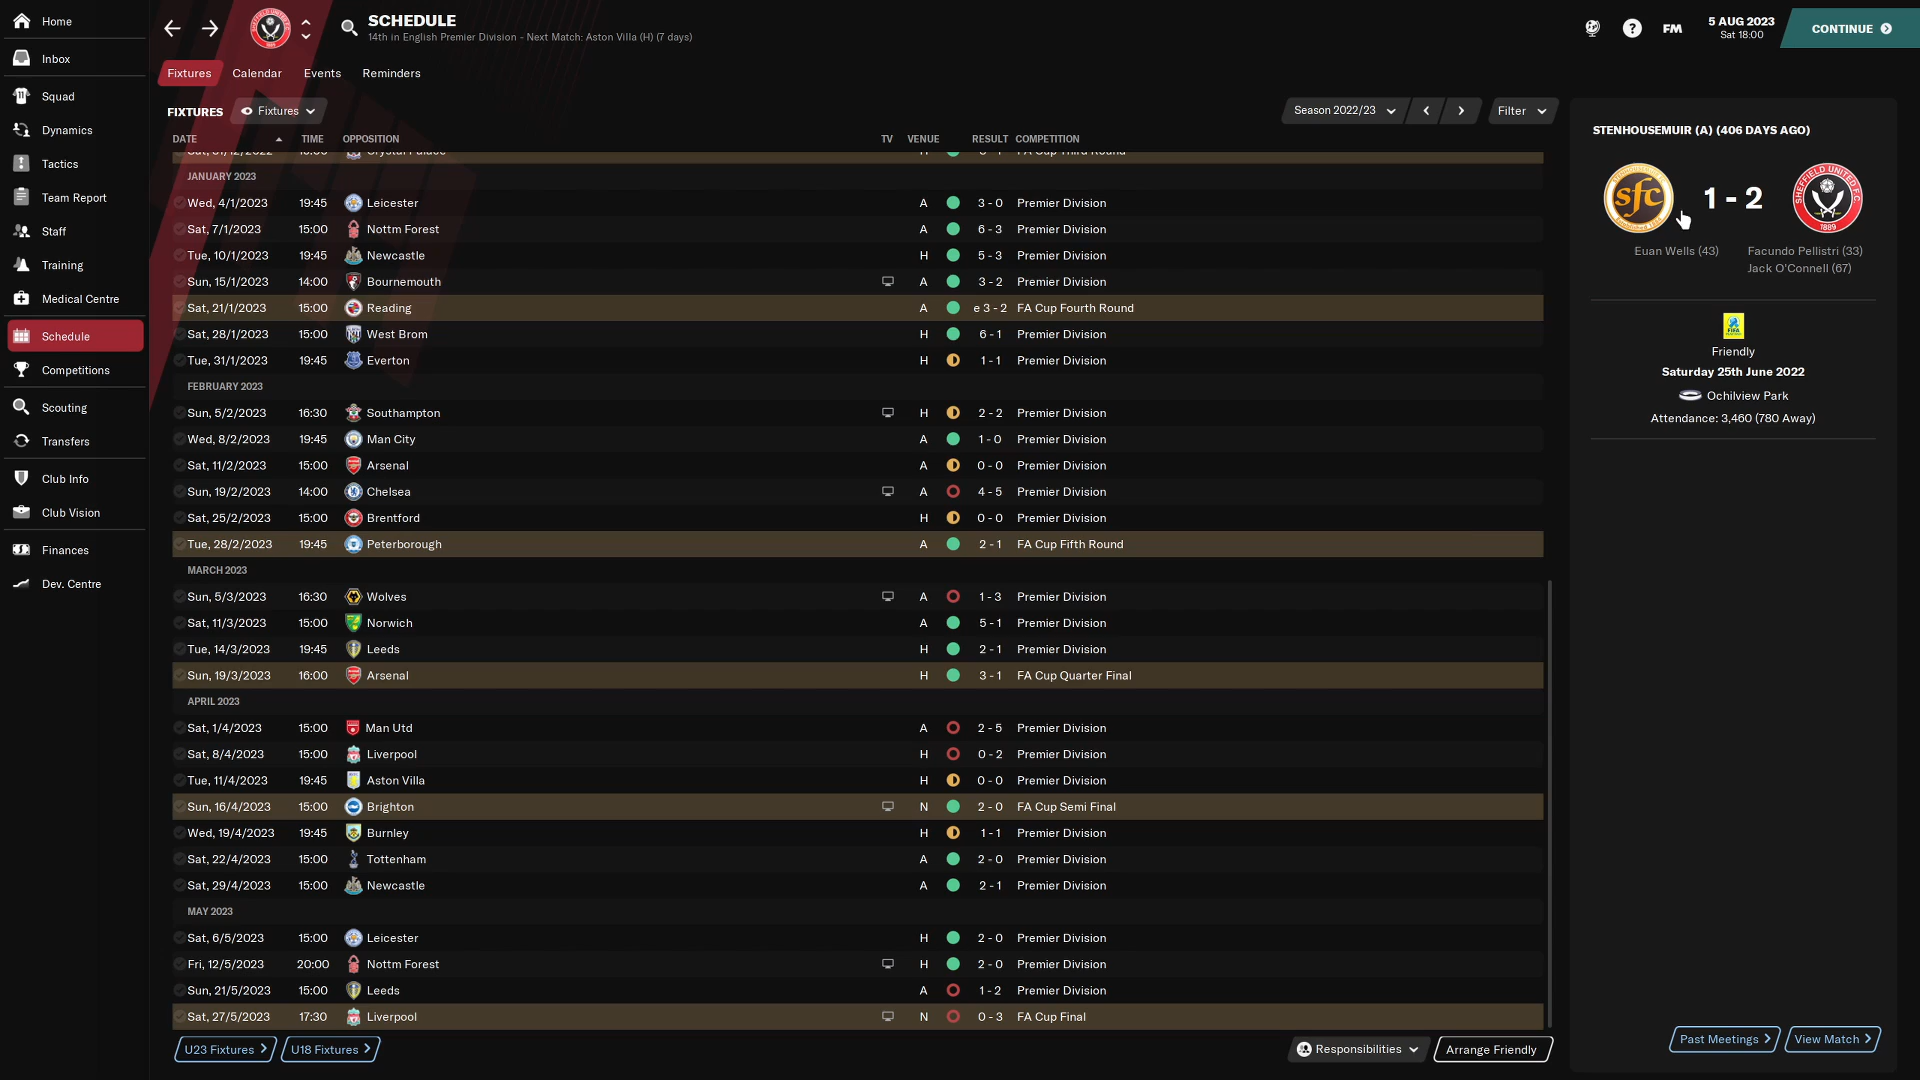 Home
Inbox
Squad
Dynamics
Tactics
Team Report
Staff
Training
Medical Centre
Schedule
Competitions
Scouting
Transfers
Club Info
Club Vision
Finances
Dev. Centre
SCHEDULE
14th in English Premier Division - Next Match: Aston Villa (H) (7 days)
FM
5 AUG 2023
Sat 18:00
CONTINUE
Fixtures Calendar Events Reminders
FIXTURES Fixtures Season 2022/23 Filter
DATE TIME OPPOSITION TV VENUE RESULT COMPETITION
Sat, 31/12/2022 15:00 Crystal Palace H FA Cup Third Round
JANUARY 2023
Wed, 4/1/2023 19:45 Leicester A 3 - 0 Premier Division
Sat, 7/1/2023 15:00 Nottm Forest A 6 - 3 Premier Division
Tue, 10/1/2023 19:45 Newcastle H 5 - 3 Premier Division
Sun, 15/1/2023 14:00 Bournemouth A 3 - 2 Premier Division
Sat, 21/1/2023 15:00 Reading A e 3 - 2 FA Cup Fourth Round
Sat, 28/1/2023 15:00 West Brom H 6 - 1 Premier Division
Tue, 31/1/2023 19:45 Everton H 1 - 1 Premier Division
FEBRUARY 2023
Sun, 5/2/2023 16:30 Southampton H 2 - 2 Premier Division
Wed, 8/2/2023 19:45 Man City A 1 - 0 Premier Division
Sat, 11/2/2023 15:00 Arsenal A 0 - 0 Premier Division
Sun, 19/2/2023 14:00 Chelsea A 4 - 5 Premier Division
Sat, 25/2/2023 15:00 Brentford H 0 - 0 Premier Division
Tue, 28/2/2023 19:45 Peterborough A 2 - 1 FA Cup Fifth Round
MARCH 2023
Sun, 5/3/2023 16:30 Wolves A 1 - 3 Premier Division
Sat, 11/3/2023 15:00 Norwich A 5 - 1 Premier Division
Tue, 14/3/2023 19:45 Leeds H 2 - 1 Premier Division
Sun, 19/3/2023 16:00 Arsenal H 3 - 1 FA Cup Quarter Final
APRIL 2023
Sat, 1/4/2023 15:00 Man Utd A 2 - 5 Premier Division
Sat, 8/4/2023 15:00 Liverpool H 0 - 2 Premier Division
Tue, 11/4/2023 19:45 Aston Villa H 0 - 0 Premier Division
Sun, 16/4/2023 15:00 Brighton N 2 - 0 FA Cup Semi Final
Wed, 19/4/2023 19:45 Burnley H 1 - 1 Premier Division
Sat, 22/4/2023 15:00 Tottenham A 2 - 0 Premier Division
Sat, 29/4/2023 15:00 Newcastle A 2 - 1 Premier Division
MAY 2023
Sat, 6/5/2023 15:00 Leicester H 2 - 0 Premier Division
Fri, 12/5/2023 20:00 Nottm Forest H 2 - 0 Premier Division
Sun, 21/5/2023 15:00 Leeds A 1 - 2 Premier Division
Sat, 27/5/2023 17:30 Liverpool N 0 - 3 FA Cup Final
U23 Fixtures U18 Fixtures Responsibilities Arrange Friendly
STENHOUSEMUIR (A) (406 DAYS AGO)
sfc
1 - 2
SHEFFIELD UNITED F.C.
1889
Euan Wells (43) Facundo Pellistri (33)
Jack O'Connell (67)
Friendly
Saturday 25th June 2022
Ochilview Park
Attendance: 3,460 (780 Away)
Past Meetings View Match